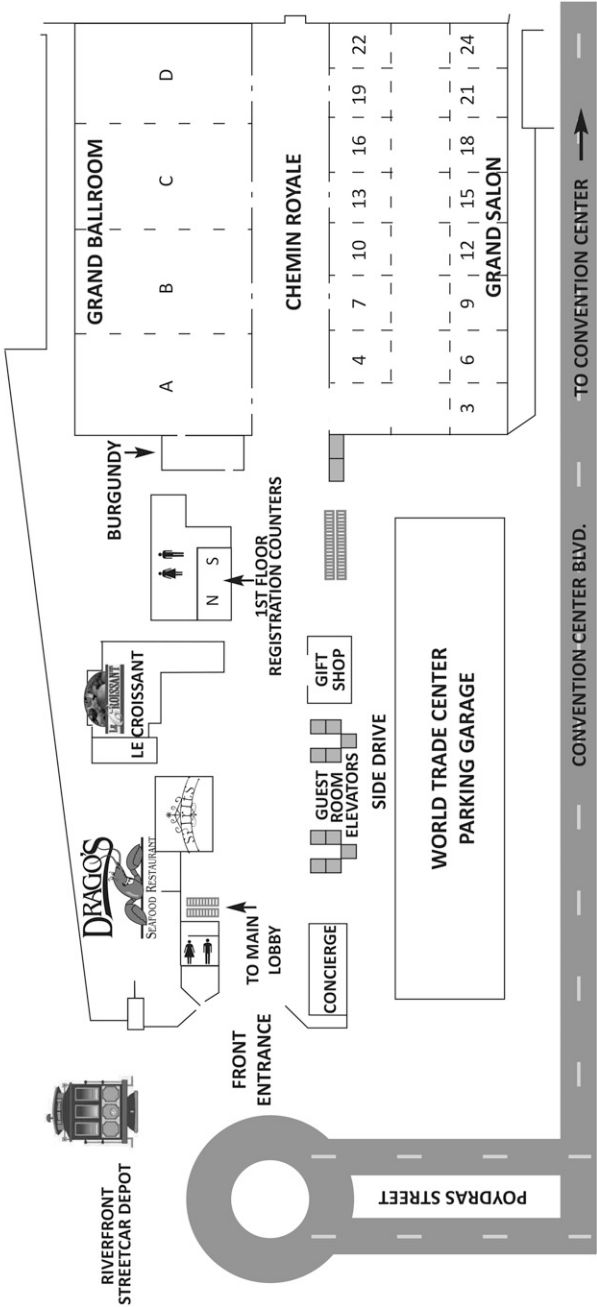 RIVERFRONT
STREETCAR DEPOT
DRAGO'S
SEAFOOD RESTAURANT
SPIRITS
LE CROISSANT
LE CROISSANT
BURGUNDY
GRAND BALLROOM
A
B
C
D
N
S
1ST FLOOR
REGISTRATION COUNTERS
TO MAIN
LOBBY
FRONT
ENTRANCE
CONCIERGE
GUEST
ROOM
ELEVATORS
GIFT
SHOP
CHEMIN ROYALE
4
7
10
13
16
19
22
3
6
9
12
15
18
21
24
GRAND SALON
SIDE DRIVE
WORLD TRADE CENTER
PARKING GARAGE
POYDRAS STREET
CONVENTION CENTER BLVD.
TO CONVENTION CENTER